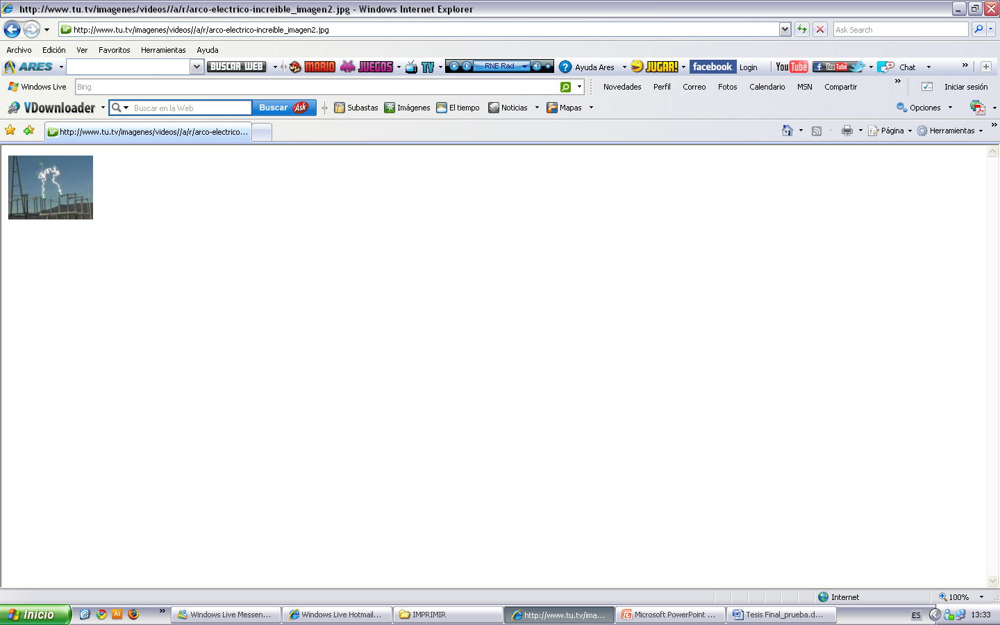 http://www.tu.tv/imagenes/videos//a/r/arco-electrico-increible_imagen2.jpg - Windows Internet Explorer
http://www.tu.tv/imagenes/videos//a/r/arco-electrico-increible_imagen2.jpg Ask Search
Archivo Edición Ver Favoritos Herramientas Ayuda
ARES BUSCAR WEB MARIO JUEGOS TV RNE Rad... Ayuda Ares JUGAR! facebook Login YouTube YouTube Chat »
Windows Live Bing Novedades Perfil Correo Fotos Calendario MSN Compartir » Iniciar sesión
VDownloader Buscar en la Web Buscar Ask Subastas Imágenes El tiempo Noticias Mapas Opciones
http://www.tu.tv/imagenes/videos//a/r/arco-electrico... Página Herramientas »
Internet 100%
Inicio Ai » Windows Live Messen... Windows Live Hotmail... IMPRIMIR http://www.tu.tv/ima... Microsoft PowerPoint ... Tesis Final_prueba.d... ES 13:33